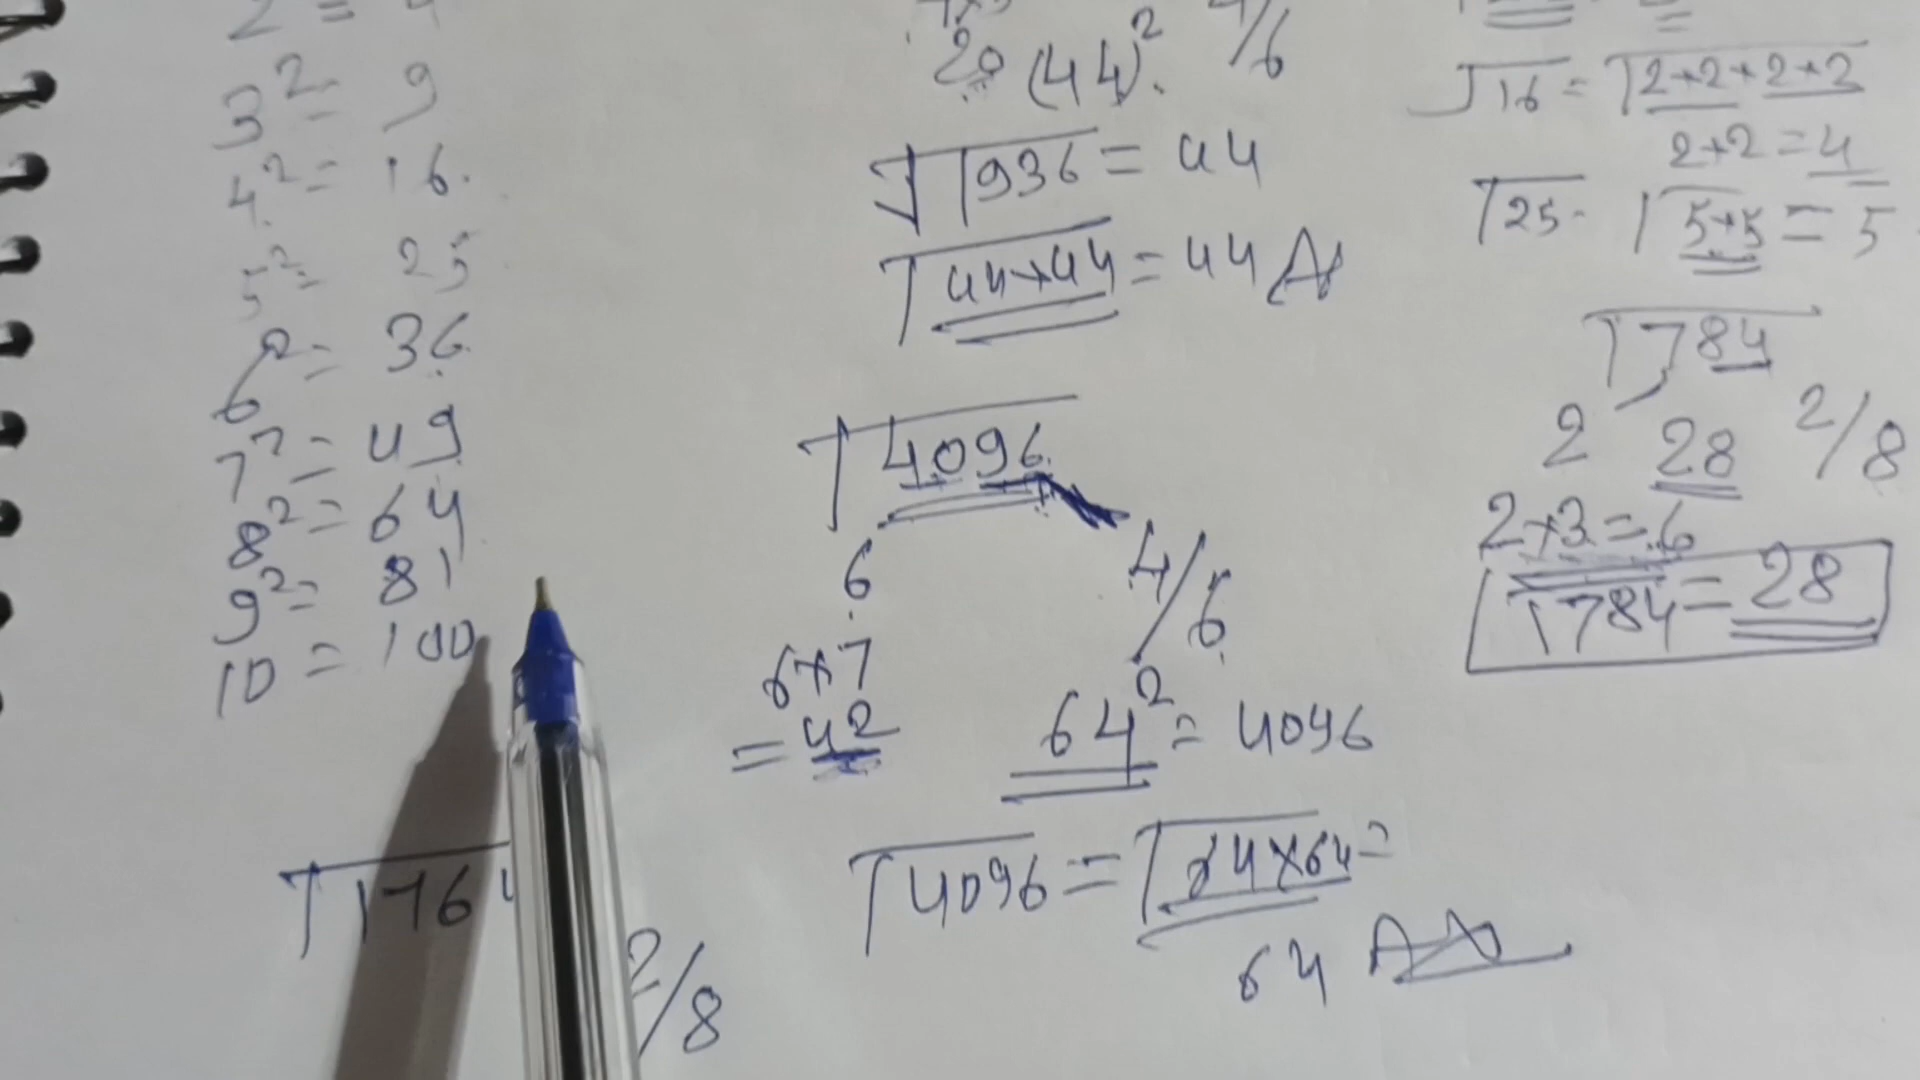 3² = 9
4² = 16
5² = 25
6² = 36
7² = 49
8² = 64
9² = 81
10 = 100
√176
2/8
20 (44)² 4/6
√1936 = 44
√44×44 = 44 A
√4096
6 4/6
6×7
= 42
64² = 4096
√4096 = √64×64 =
64 A
√16 = √2×2×2×2
2×2 = 4
√25 √5×5 = 5
√784
2 28 2/8
2×3 = 6
√784 = 28